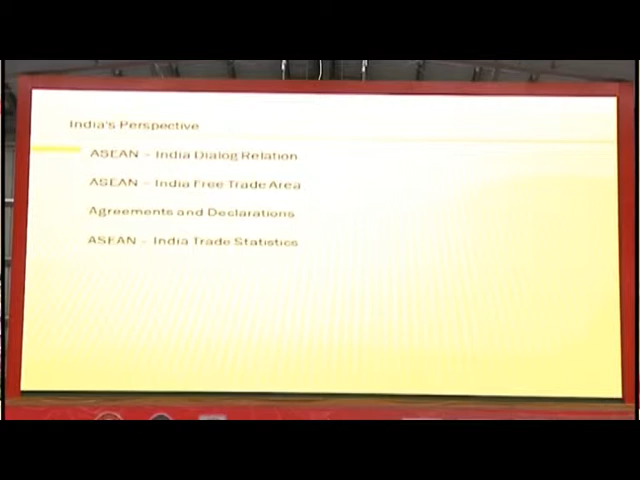 India's Perspective
ASEAN – India Dialog Relation
ASEAN – India Free Trade Area
Agreements and Declarations
ASEAN – India Trade Statistics